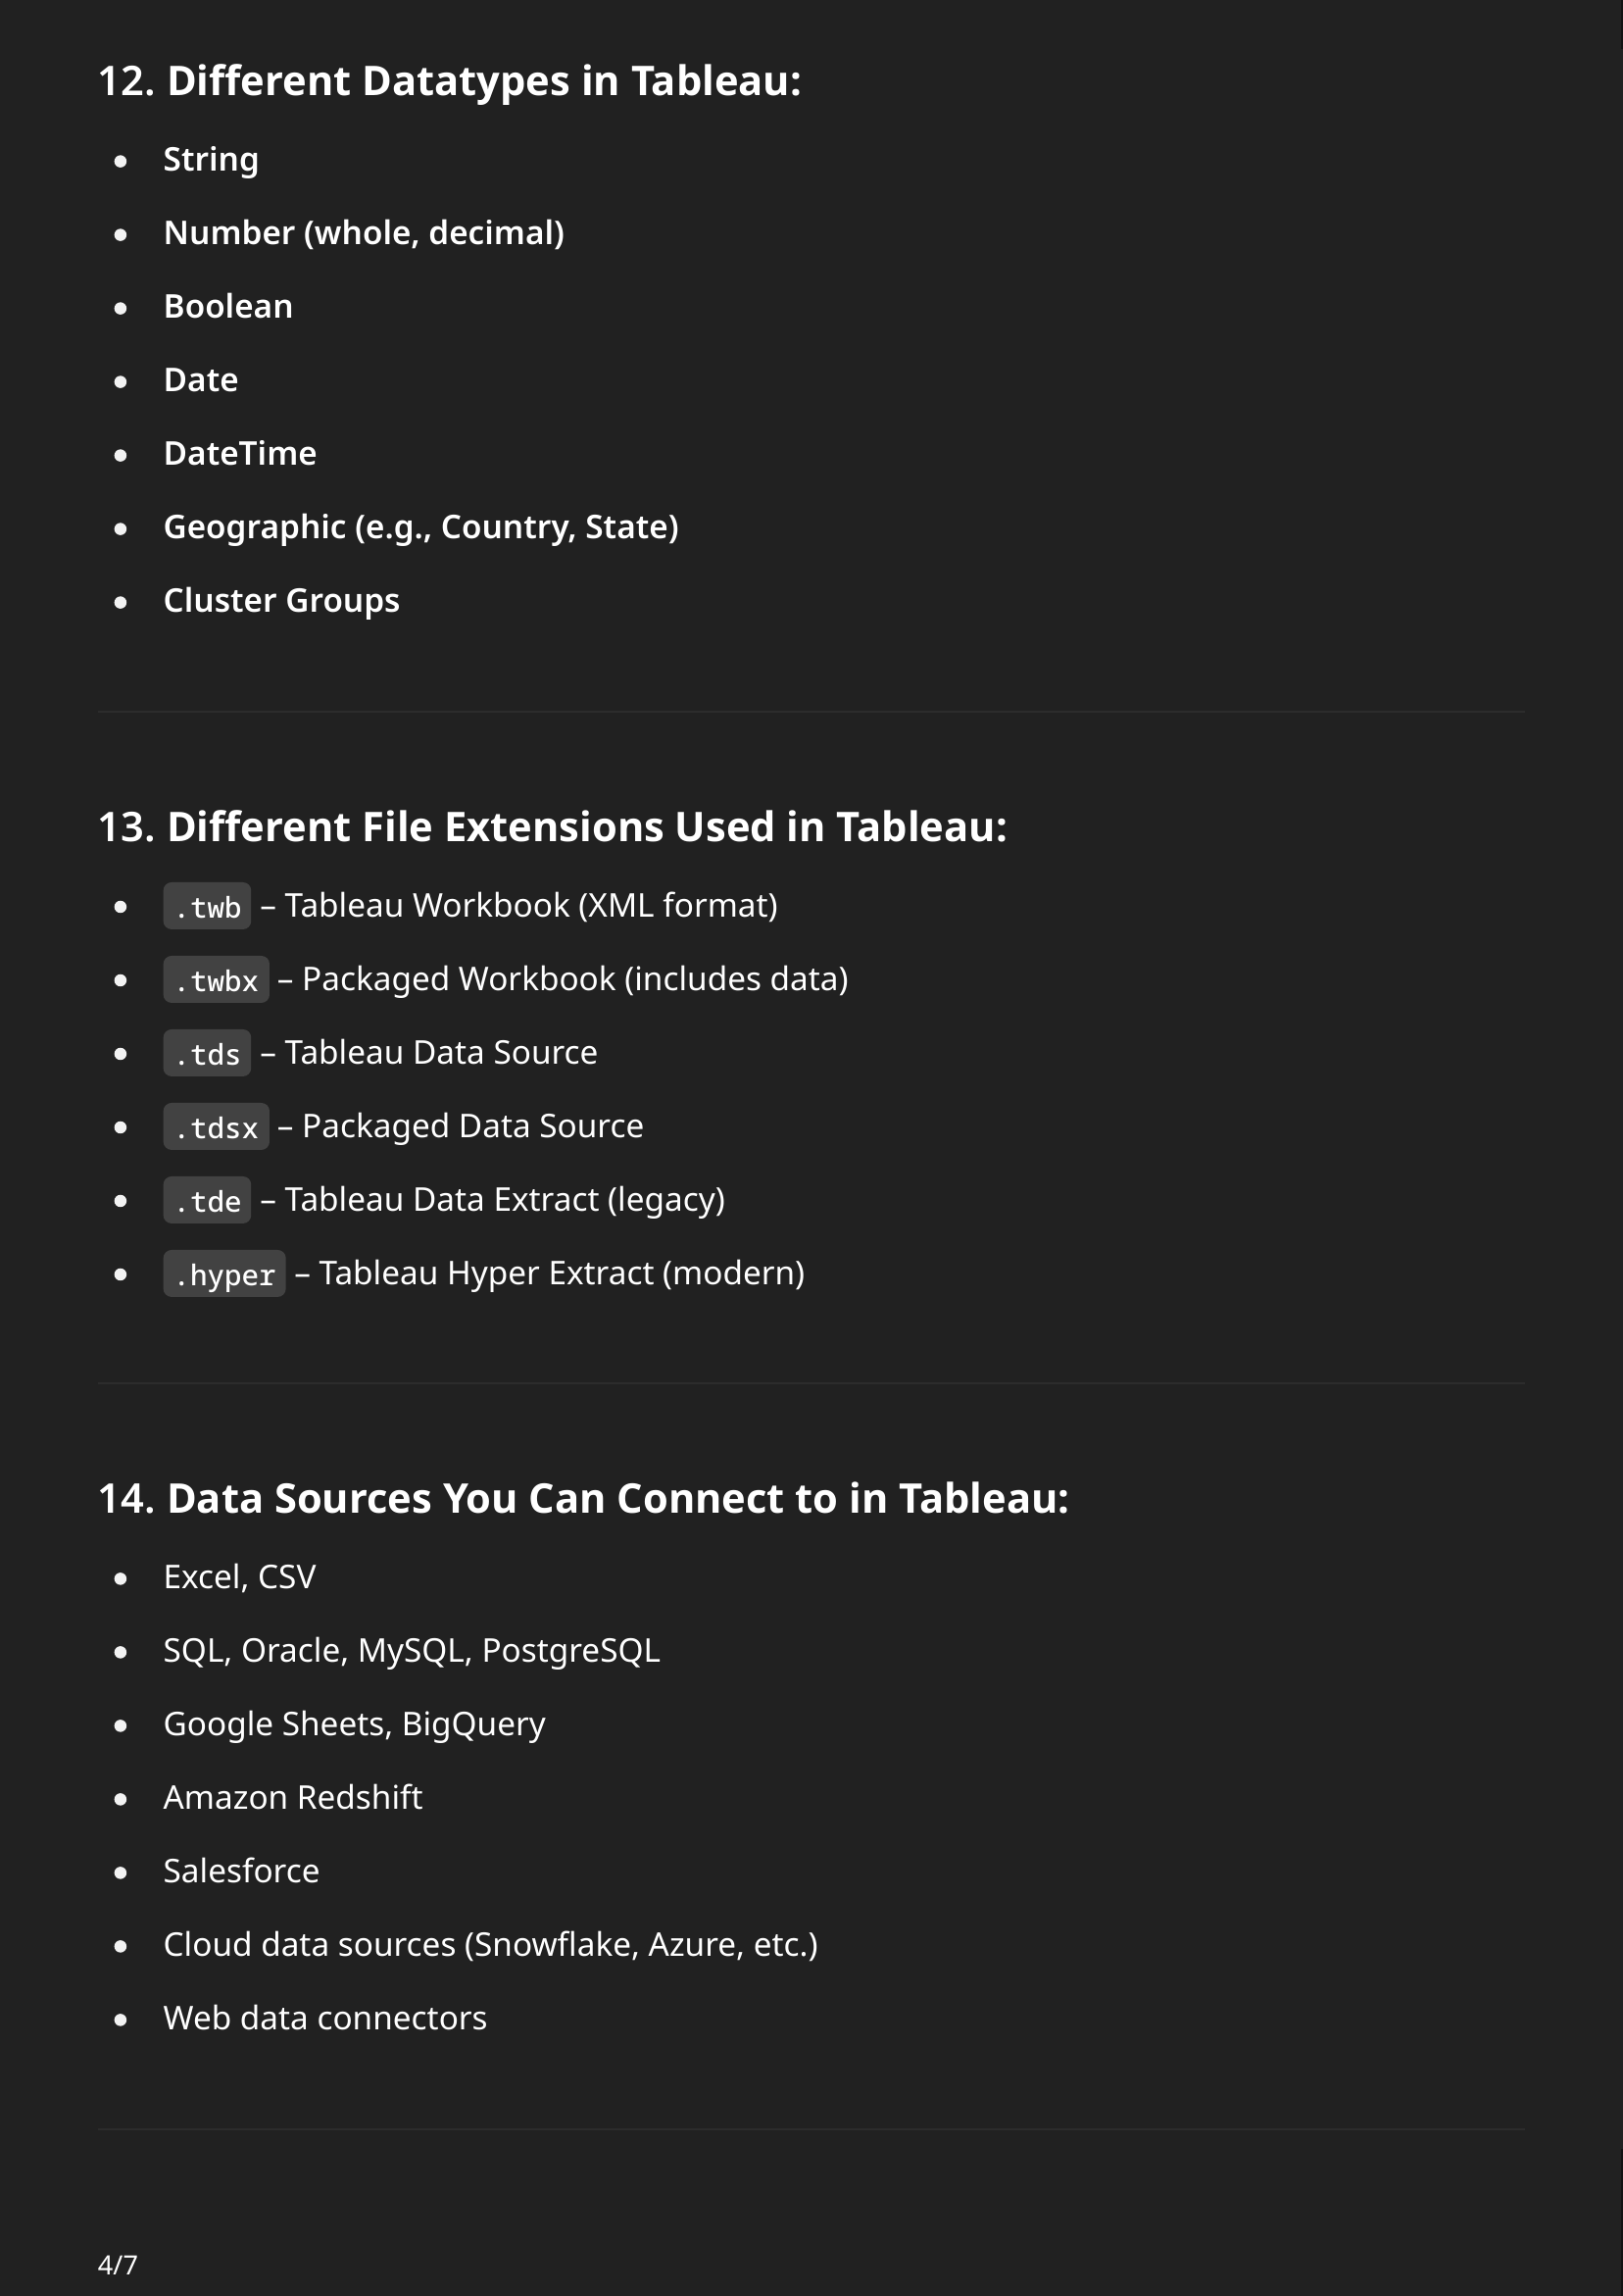 12. Different Datatypes in Tableau:
• String
• Number (whole, decimal)
• Boolean
• Date
• DateTime
• Geographic (e.g., Country, State)
• Cluster Groups
13. Different File Extensions Used in Tableau:
• .twb – Tableau Workbook (XML format)
• .twbx – Packaged Workbook (includes data)
• .tds – Tableau Data Source
• .tdsx – Packaged Data Source
• .tde – Tableau Data Extract (legacy)
• .hyper – Tableau Hyper Extract (modern)
14. Data Sources You Can Connect to in Tableau:
• Excel, CSV
• SQL, Oracle, MySQL, PostgreSQL
• Google Sheets, BigQuery
• Amazon Redshift
• Salesforce
• Cloud data sources (Snowflake, Azure, etc.)
• Web data connectors
4/7